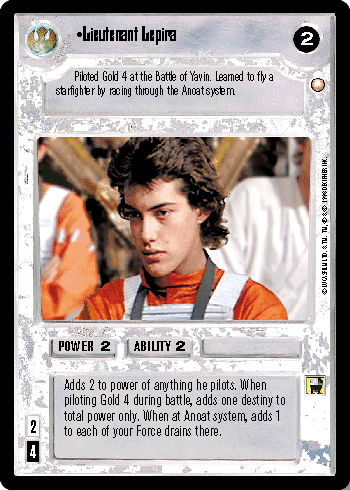 •Lieutenant Lepira
2
Piloted Gold 4 at the Battle of Yavin. Learned to fly a
starfighter by racing through the Anoat system.
POWER 2 ABILITY 2
Adds 2 to power of anything he pilots. When
piloting Gold 4 during battle, adds one destiny to
total power only. When at Anoat system, adds 1
to each of your Force drains there.
2
4